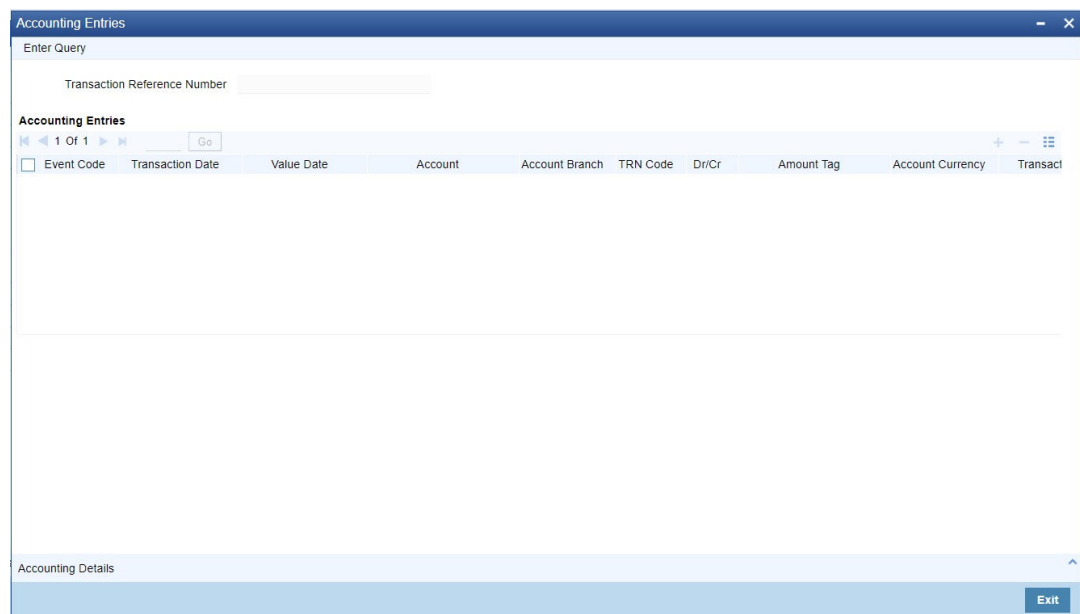 Accounting Entries
Enter Query
Transaction Reference Number
Accounting Entries
1 Of 1 Go
Event Code Transaction Date Value Date Account Account Branch TRN Code Dr/Cr Amount Tag Account Currency Transact
Accounting Details
Exit